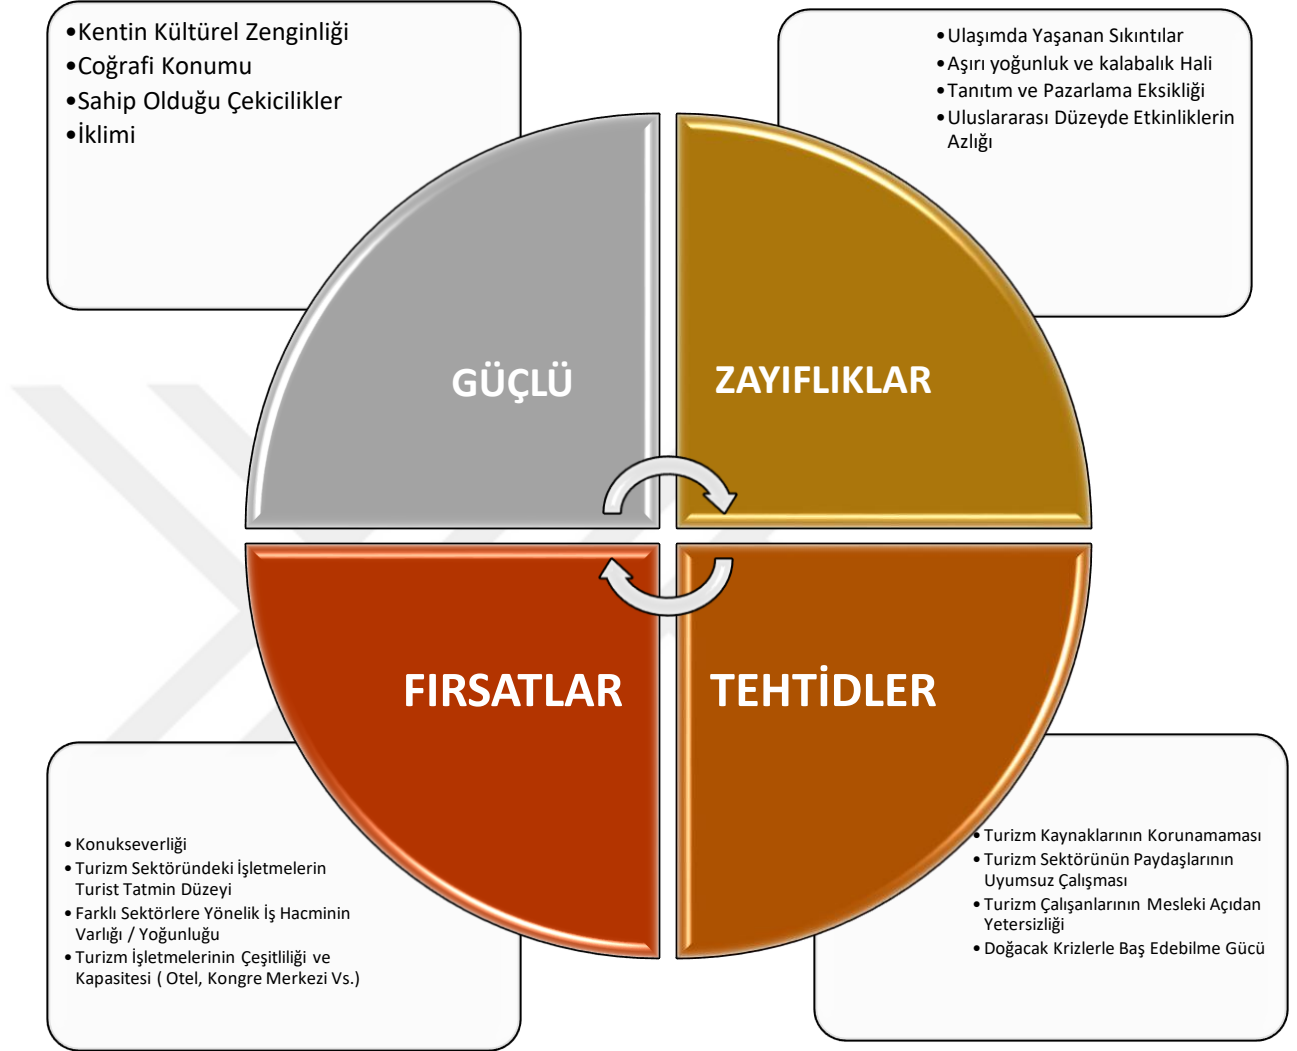 •Kentin Kültürel Zenginliği
•Coğrafi Konumu
•Sahip Olduğu Çekicilikler
•İklimi
•Ulaşımda Yaşanan Sıkıntılar
•Aşırı yoğunluk ve kalabalık Hali
•Tanıtım ve Pazarlama Eksikliği
•Uluslararası Düzeyde Etkinliklerin
Azlığı
GÜÇLÜ
ZAYIFLIKLAR
FIRSATLAR
TEHTİDLER
•Konukseverliği
•Turizm Sektöründeki İşletmelerin
Turist Tatmin Düzeyi
•Farklı Sektörlere Yönelik İş Hacminin
Varlığı / Yoğunluğu
•Turizm İşletmelerinin Çeşitliliği ve
Kapasitesi ( Otel, Kongre Merkezi Vs.)
•Turizm Kaynaklarının Korunamaması
•Turizm Sektörünün Paydaşlarının
Uyumsuz Çalışması
•Turizm Çalışanlarının Mesleki Açıdan
Yetersizliği
•Doğacak Krizlerle Baş Edebilme Gücü